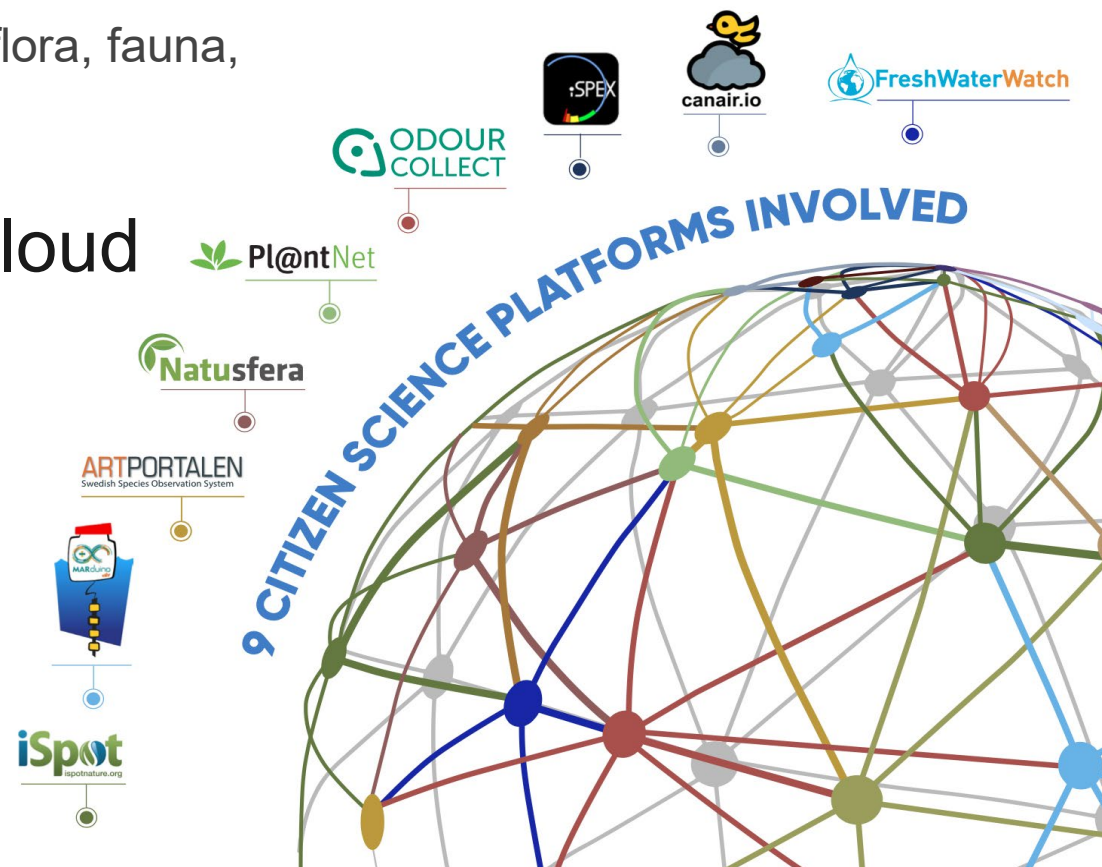 flora, fauna,
loud
iSPEX
canair.io
FreshWaterWatch
ODOUR
COLLECT
Pl@ntNet
9 CITIZEN SCIENCE PLATFORMS INVOLVED
Natusfera
ARTPORTALEN
Swedish Species Observation System
MARduino
iSpot
ispotnature.org